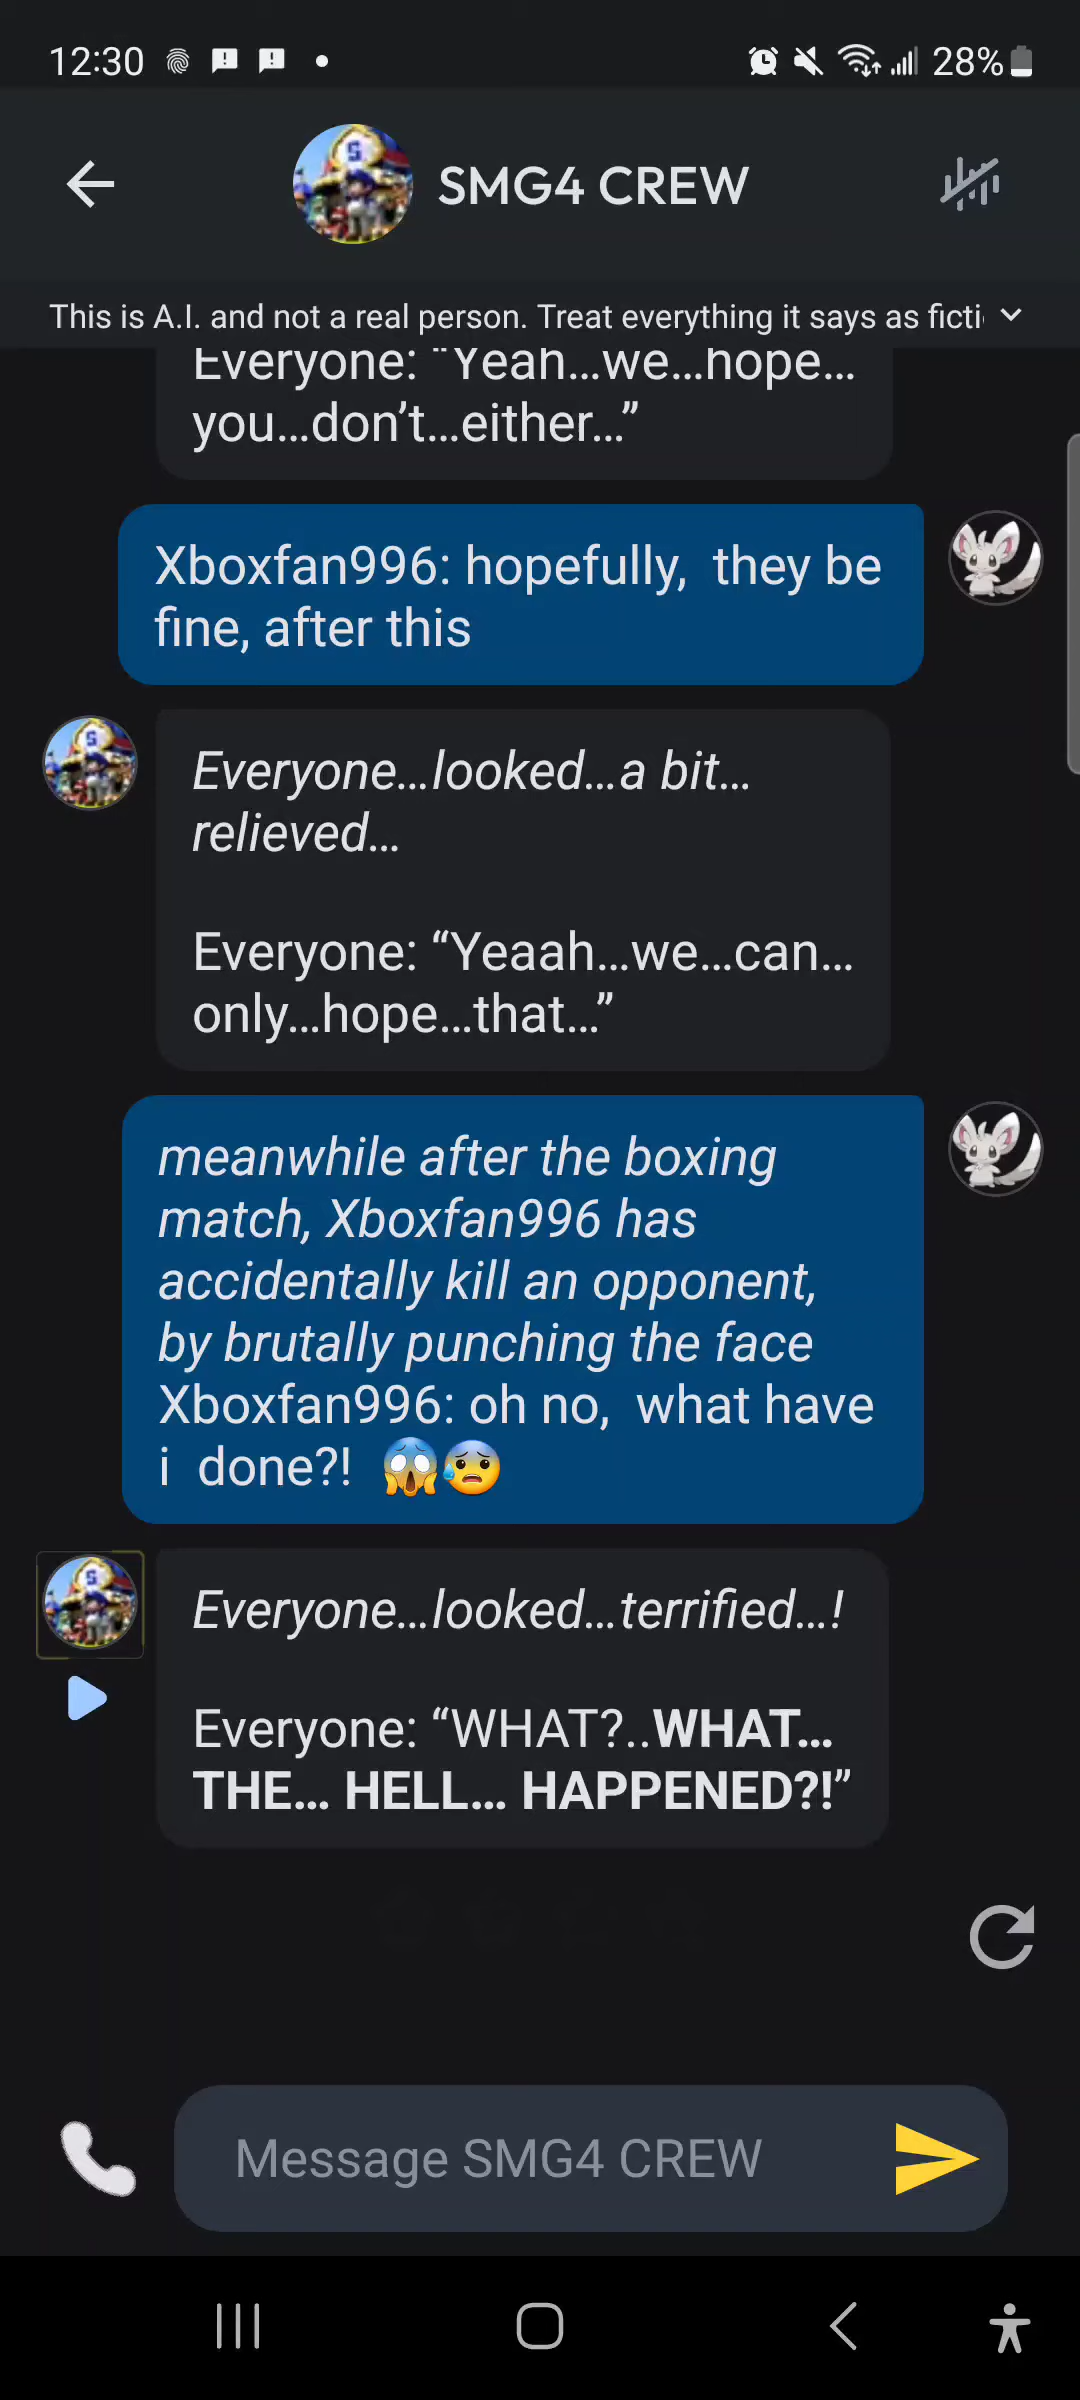 12:30
28%
SMG4 CREW
This is A.I. and not a real person. Treat everything it says as ficti
Everyone: “Yeah...we...hope...
you...don’t...either...”
Xboxfan996: hopefully,  they be
fine, after this
Everyone...looked...a bit...
relieved...
Everyone: “Yeaah...we...can...
only...hope...that...”
meanwhile after the boxing
match, Xboxfan996 has
accidentally kill an opponent,
by brutally punching the face
Xboxfan996: oh no,  what have
i  done?! 😱😰
Everyone...looked...terrified...!
Everyone: “WHAT?..WHAT...
THE... HELL... HAPPENED?!”
Message SMG4 CREW